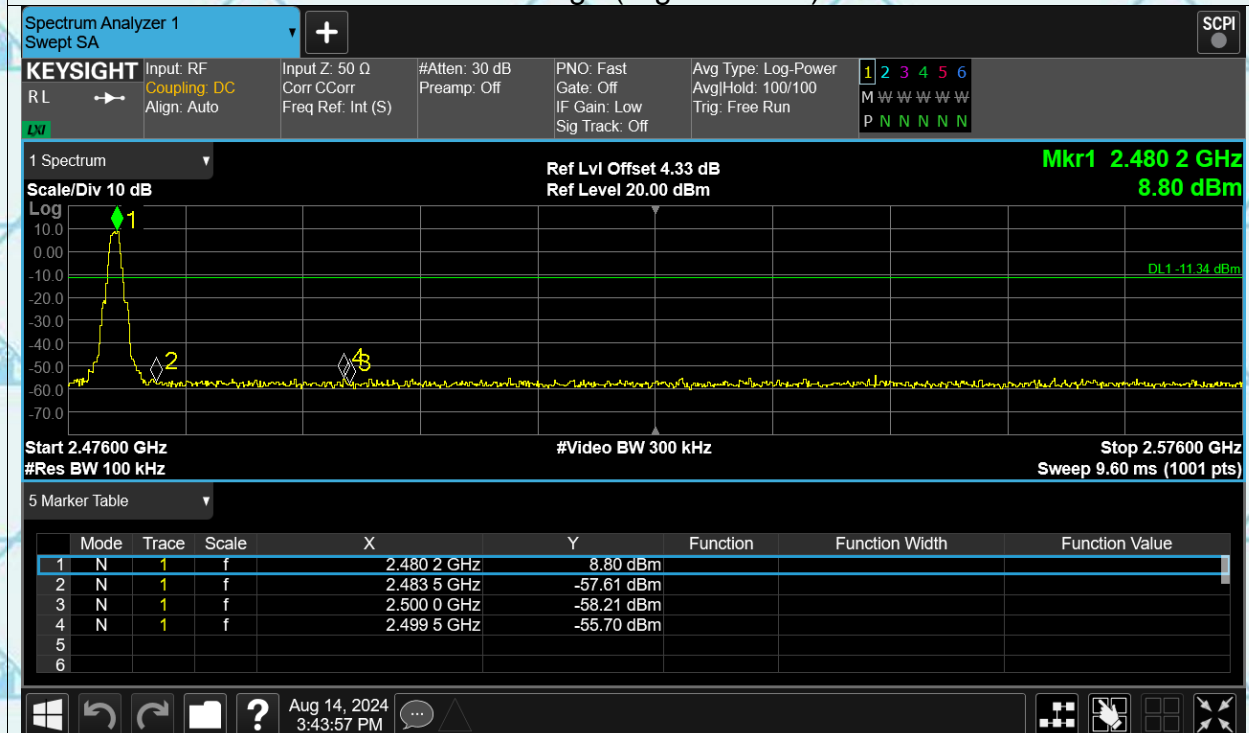 Spectrum Analyzer 1
Swept SA
+
SCPI
KEYSIGHT
RL
LXI
Input: RF
Coupling: DC
Align: Auto
Input Z: 50 Ω
Corr CCorr
Freq Ref: Int (S)
#Atten: 30 dB
Preamp: Off
PNO: Fast
Gate: Off
IF Gain: Low
Sig Track: Off
Avg Type: Log-Power
Avg|Hold: 100/100
Trig: Free Run
1 2 3 4 5 6
M W W W W W W
P N N N N N N
1 Spectrum
Scale/Div 10 dB
Ref Lvl Offset 4.33 dB
Ref Level 20.00 dBm
Mkr1 2.480 2 GHz
8.80 dBm
Log
10.0
0.00
-10.0
-20.0
-30.0
-40.0
-50.0
-60.0
-70.0
1
2
4
3
DL1 -11.34 dBm
Start 2.47600 GHz
#Video BW 300 kHz
Stop 2.57600 GHz
#Res BW 100 kHz
Sweep 9.60 ms (1001 pts)
5 Marker Table
Mode Trace Scale X Y Function Function Width Function Value
1 N 1 f 2.480 2 GHz 8.80 dBm
2 N 1 f 2.483 5 GHz -57.61 dBm
3 N 1 f 2.500 0 GHz -58.21 dBm
4 N 1 f 2.499 5 GHz -55.70 dBm
5
6
?
Aug 14, 2024
3:43:57 PM